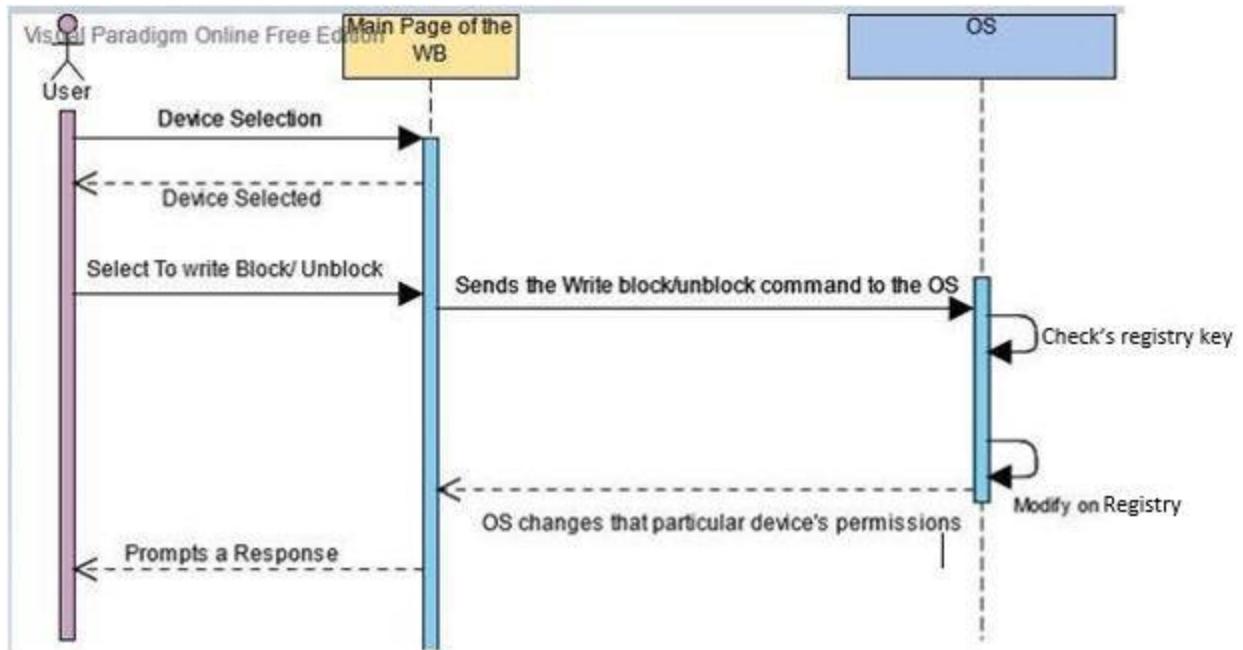 Visual Paradigm Online Free Edition
Main Page of the
WB
OS
User
Device Selection
Device Selected
Select To write Block/ Unblock
Sends the Write block/unblock command to the OS
Check's registry key
Modify on Registry
OS changes that particular device's permissions
Prompts a Response